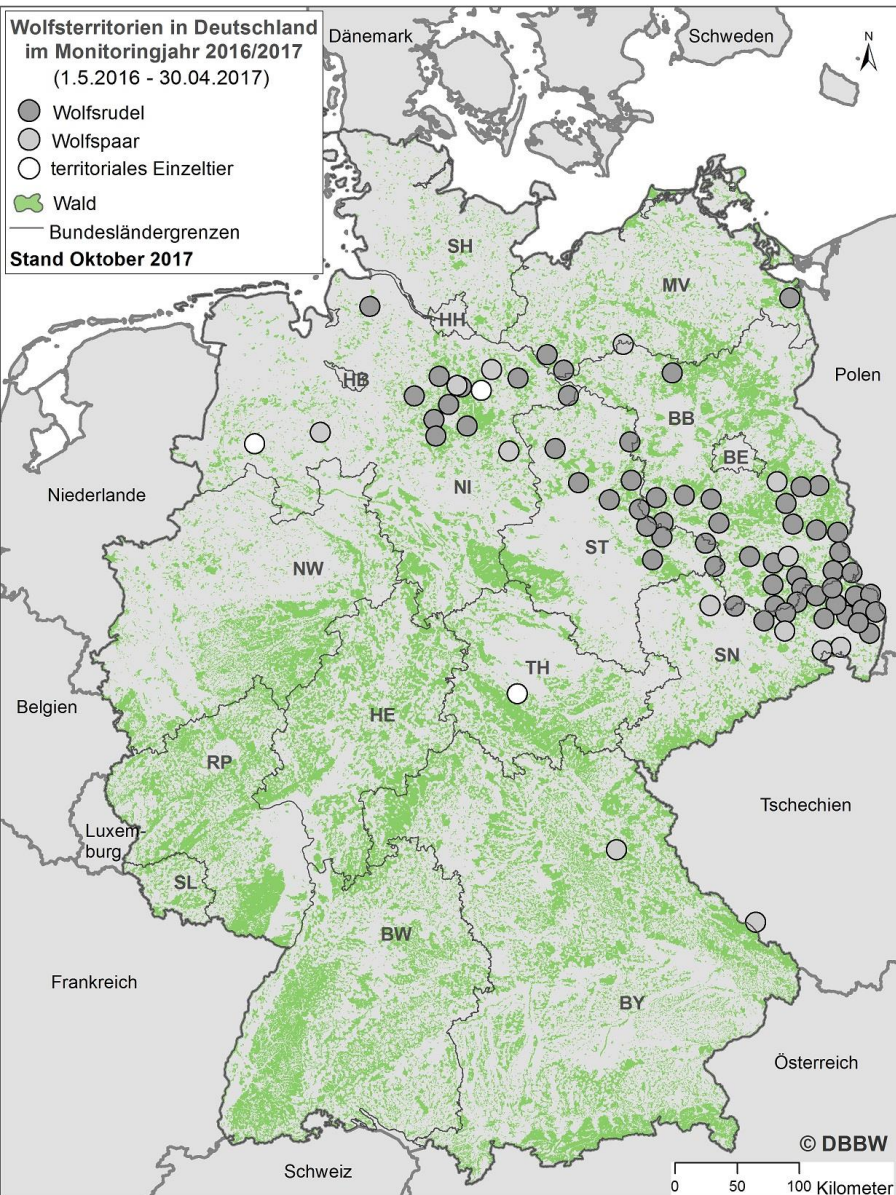 Wolfsterritorien in Deutschland
im Monitoringjahr 2016/2017
(1.5.2016 - 30.04.2017)
Wolfsrudel
Wolfspaar
territoriales Einzeltier
Wald
Bundesländergrenzen
Stand Oktober 2017
Dänemark
Schweden
N
SH
MV
HH
HB
Polen
BB
BE
Niederlande
NI
ST
NW
SN
TH
Belgien
HE
RP
Tschechien
Luxem-
burg
SL
BW
Frankreich
BY
Österreich
© DBBW
Schweiz
0 50 100 Kilometer